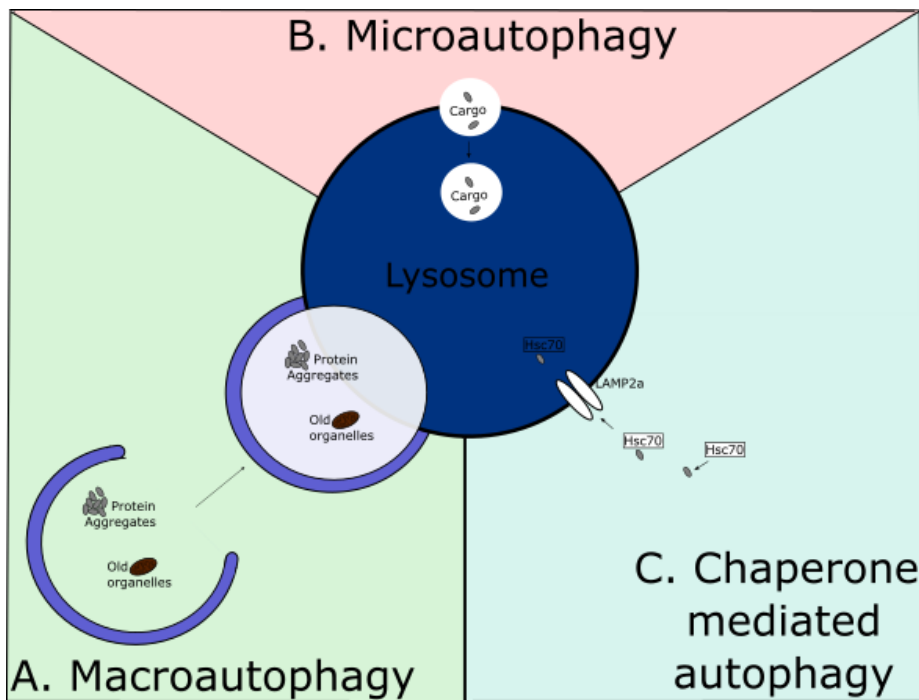 B. Microautophagy
Cargo
Cargo
Lysosome
Hsc70
LAMP2a
Hsc70
Hsc70
Protein
Aggregates
Old
organelles
Protein
Aggregates
Old
organelles
C. Chaperone
mediated
autophagy
A. Macroautophagy